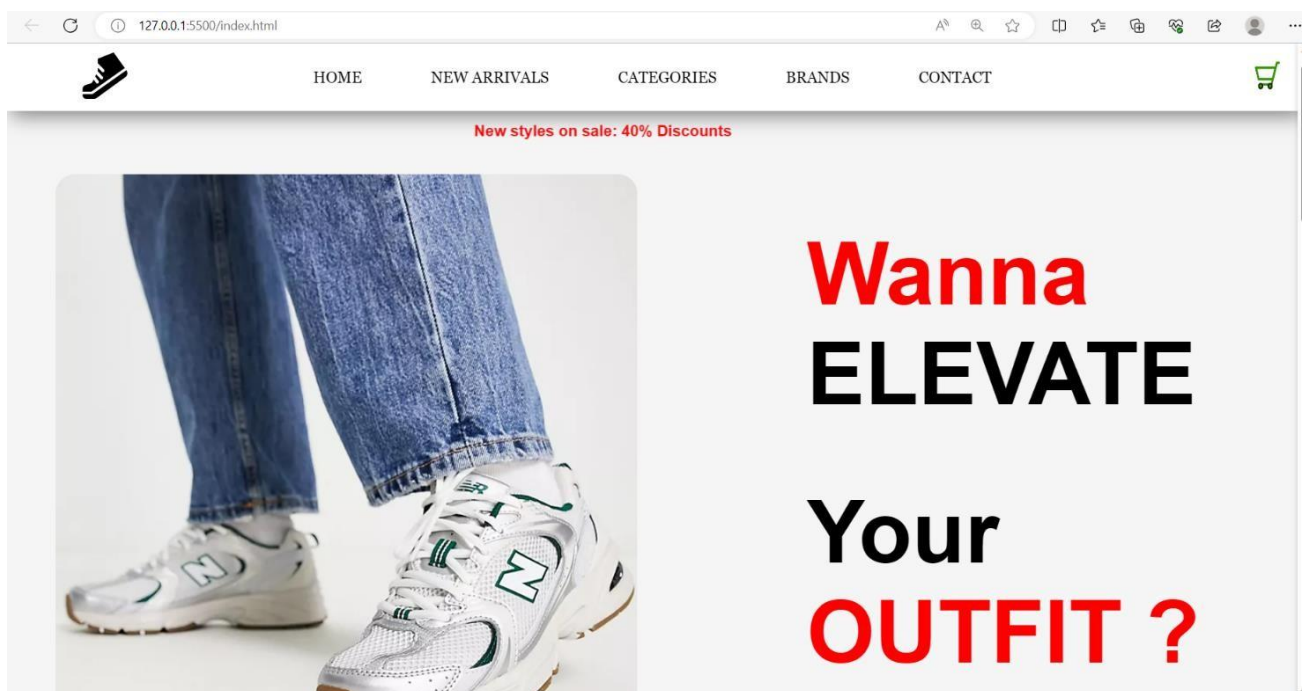 127.0.0.1:5500/index.html
HOME NEW ARRIVALS CATEGORIES BRANDS CONTACT
New styles on sale: 40% Discounts
Wanna
ELEVATE
Your
OUTFIT ?
N
N